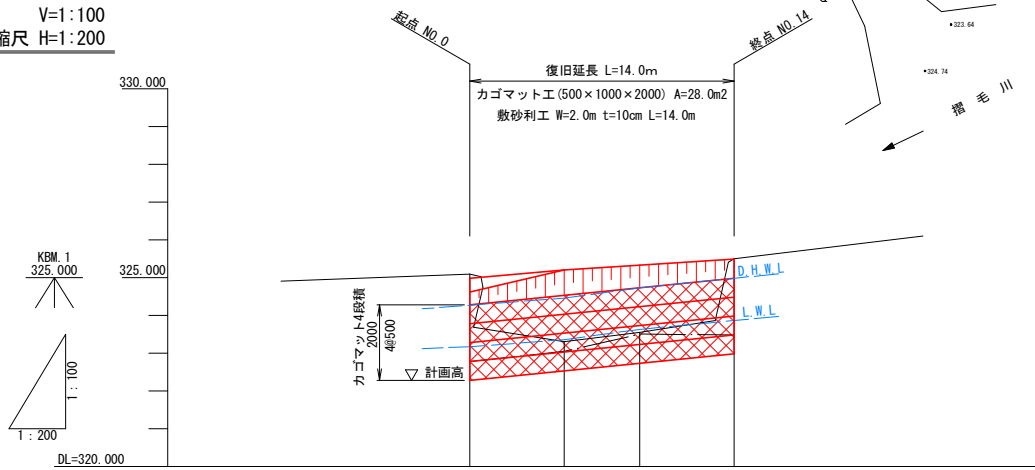 V=1:100
縮尺 H=1:200
起点 NO.0
終点 NO.14
復旧延長 L=14.0m
カゴマット工(500×1000×2000) A=28.0m2
敷砂利工 W=2.0m t=10cm L=14.0m
323.64
324.74
摺毛川
330.000
KBM.1
325.000
325.000
D.H.W.L
L.W.L
カゴマット4段積
2000
4@500
計画高
1:100
1:200
DL=320.000